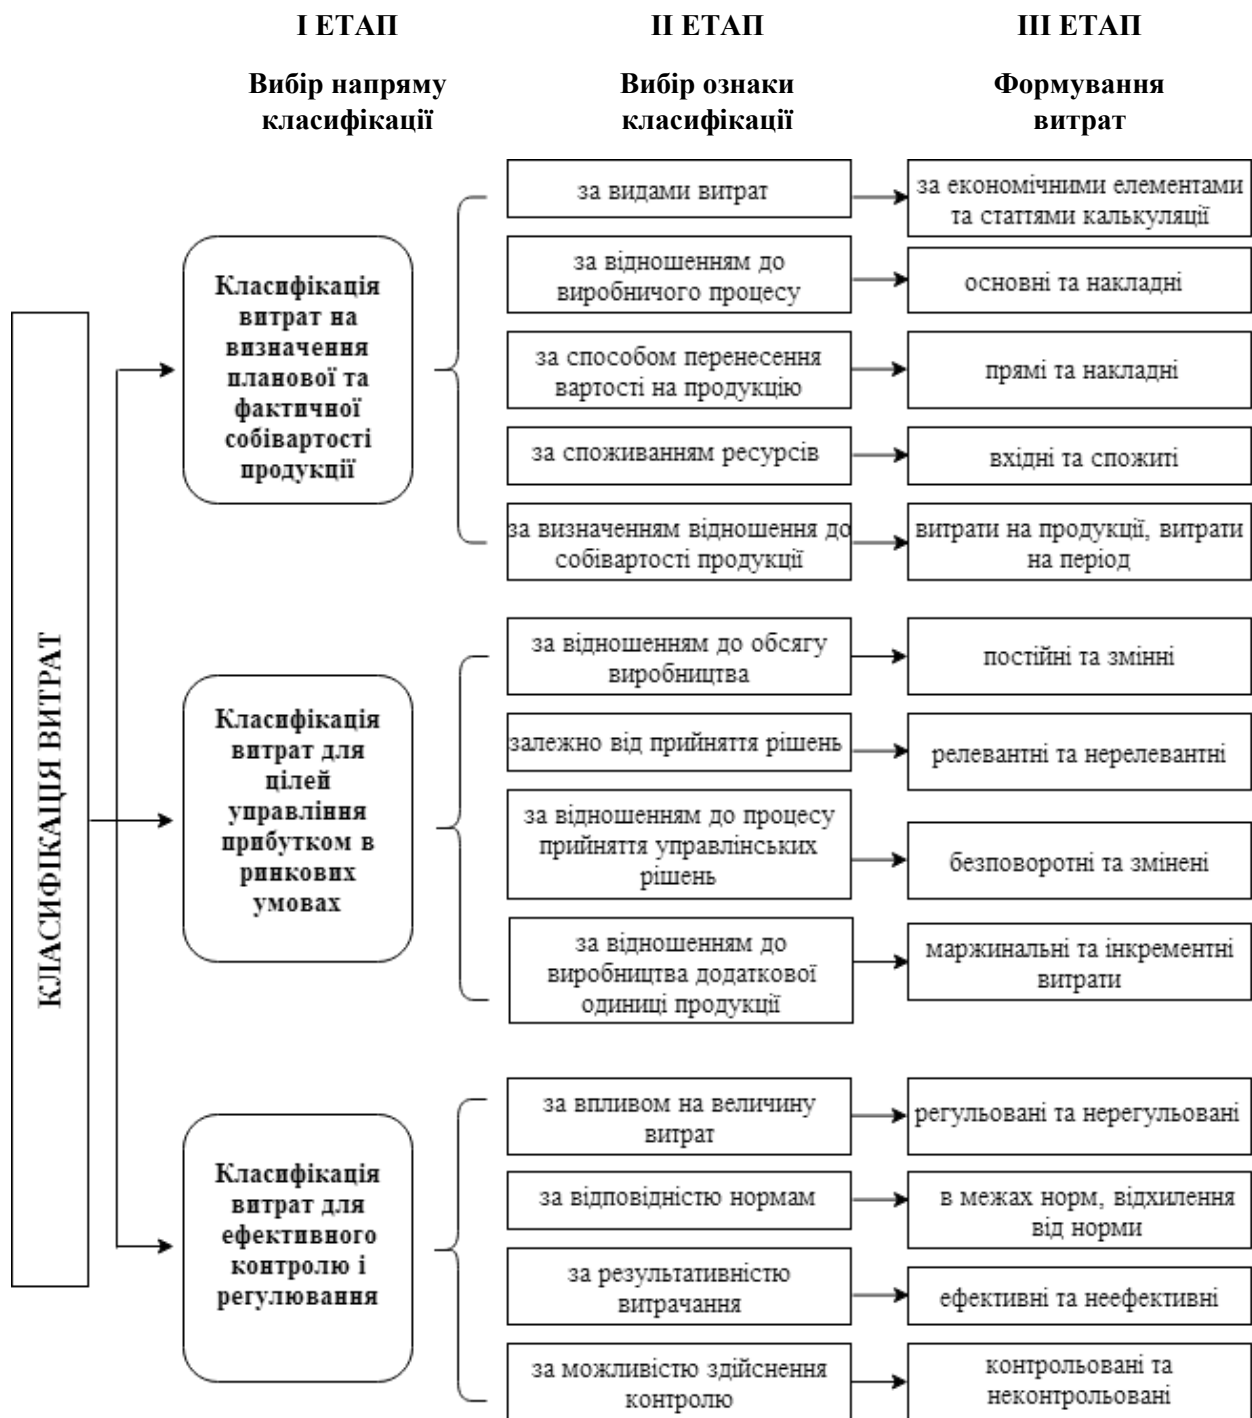 І ЕТАП
ІІ ЕТАП
ІІІ ЕТАП
Вибір напряму
класифікації
Вибір ознаки
класифікації
Формування
витрат
КЛАСИФІКАЦІЯ ВИТРАТ
Класифікація
витрат на
визначення
планової та
фактичної
собівартості
продукції
за видами витрат
за економічними елементами
та статтями калькуляції
за відношенням до
виробничого процесу
основні та накладні
за способом перенесення
вартості на продукцію
прямі та накладні
за споживанням ресурсів
вхідні та спожиті
за визначенням відношення до
собівартості продукції
витрати на продукції, витрати
на період
Класифікація
витрат для
цілей
управління
прибутком в
ринкових
умовах
за відношенням до обсягу
виробництва
постійні та змінні
залежно від прийняття рішень
релевантні та нерелевантні
за відношенням до процесу
прийняття управлінських
рішень
безповоротні та змінені
за відношенням до
виробництва додаткової
одиниці продукції
маржинальні та інкрементні
витрати
Класифікація
витрат для
ефективного
контролю і
регулювання
за впливом на величину
витрат
регульовані та нерегульовані
за відповідністю нормам
в межах норм, відхилення
від норми
за результативністю
витрачання
ефективні та неефективні
за можливістю здійснення
контролю
контрольовані та
неконтрольовані